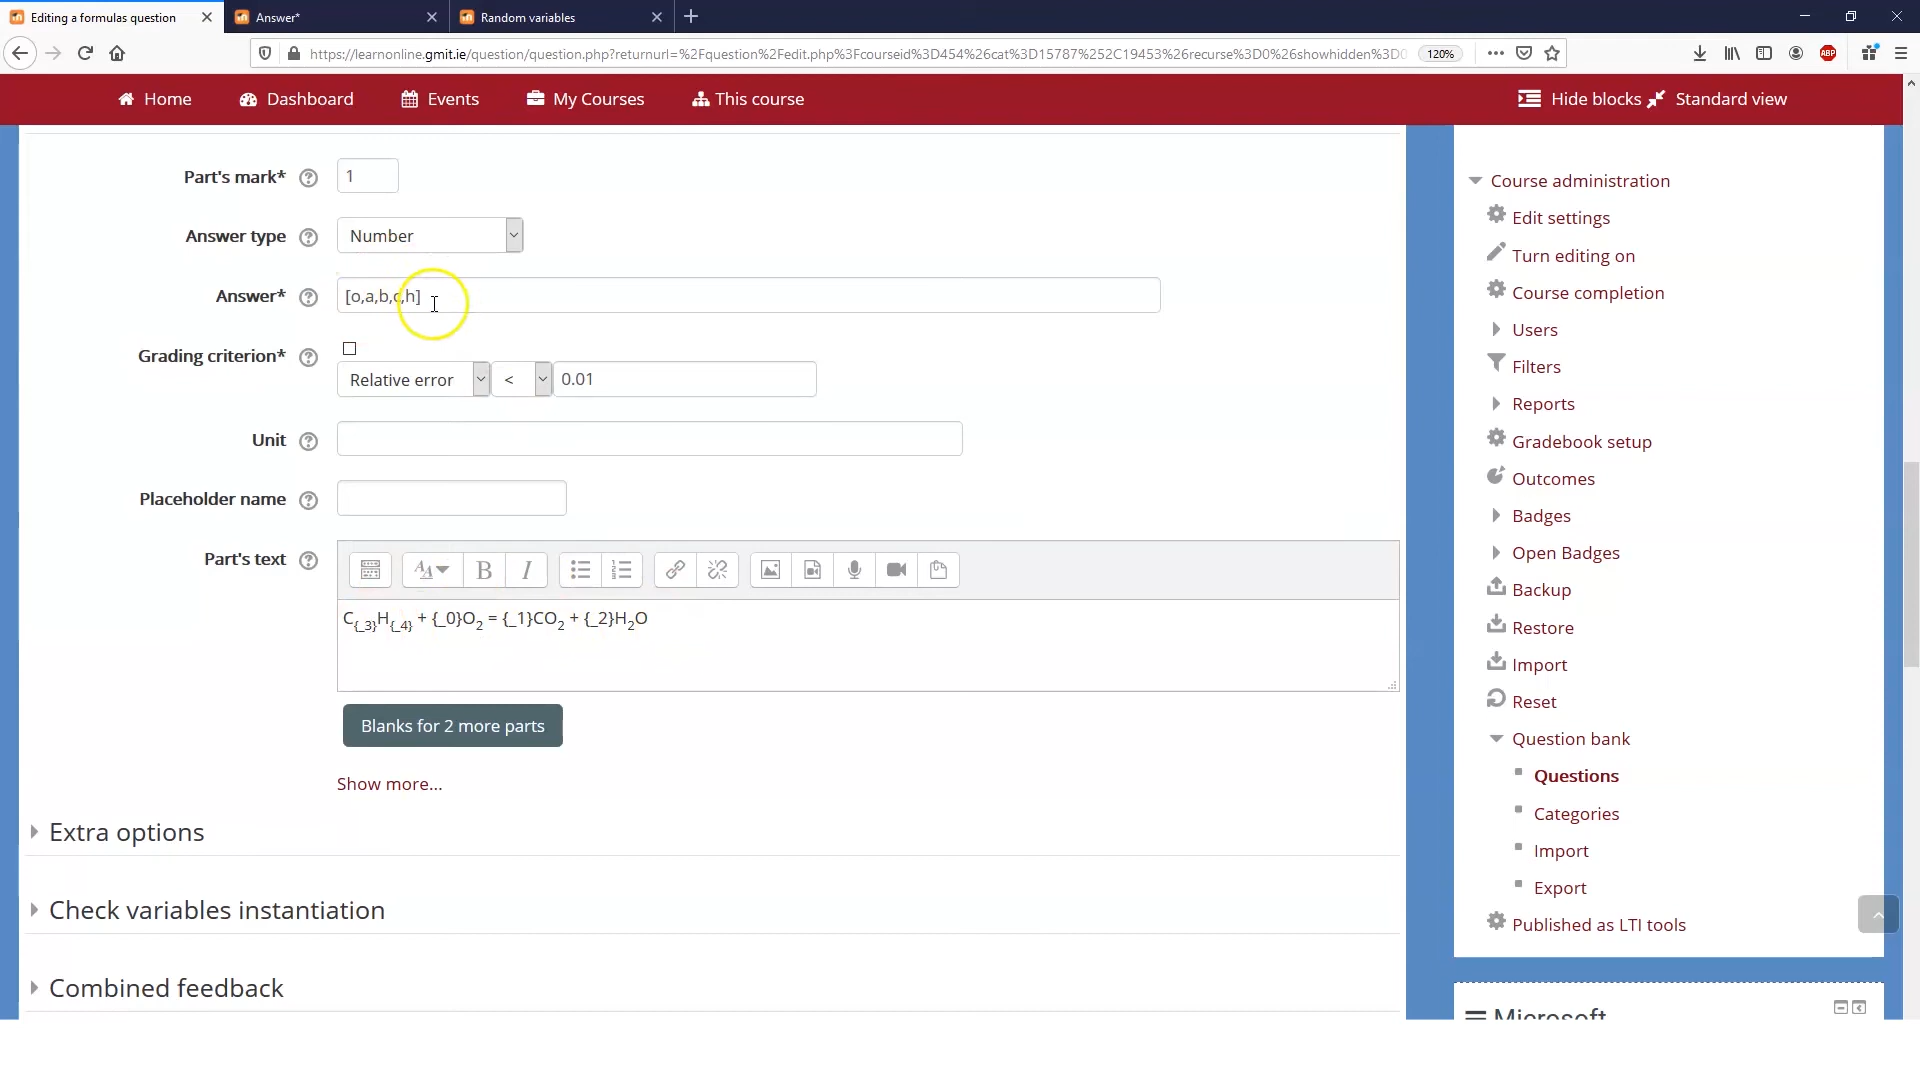 Editing a formulas question
Answer*
Random variables
https://learnonline.gmit.ie/question/question.php?returnurl=%2Fquestion%2Fedit.php%3Fcourseid%3D454%26cat%3D15787%252C19453%26recurse%3D0%26showhidden%3D0
120%
ABP
Home
Dashboard
Events
My Courses
This course
Hide blocks
Standard view
Part's mark*
1
Answer type
Number
Answer*
[o,a,b,c,h]
Grading criterion*
Relative error
<
0.01
Unit
Placeholder name
Part's text
C{_3}H{_4} + {_0}O2 = {_1}CO2 + {_2}H2O
Blanks for 2 more parts
Show more...
Extra options
Check variables instantiation
Combined feedback
Course administration
Edit settings
Turn editing on
Course completion
Users
Filters
Reports
Gradebook setup
Outcomes
Badges
Open Badges
Backup
Restore
Import
Reset
Question bank
Questions
Categories
Import
Export
Published as LTI tools
Microsoft